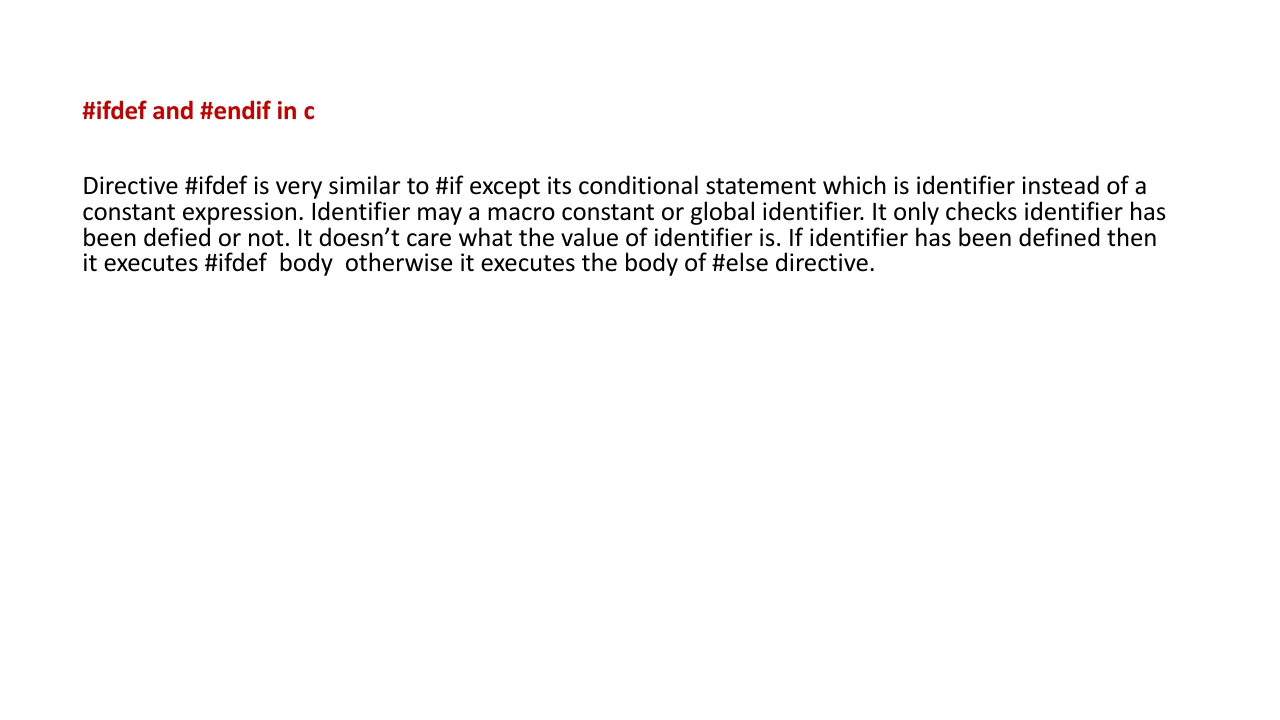 #ifdef and #endif in c
Directive #ifdef is very similar to #if except its conditional statement which is identifier instead of a
constant expression. Identifier may a macro constant or global identifier. It only checks identifier has
been defied or not. It doesn’t care what the value of identifier is. If identifier has been defined then
it executes #ifdef  body  otherwise it executes the body of #else directive.